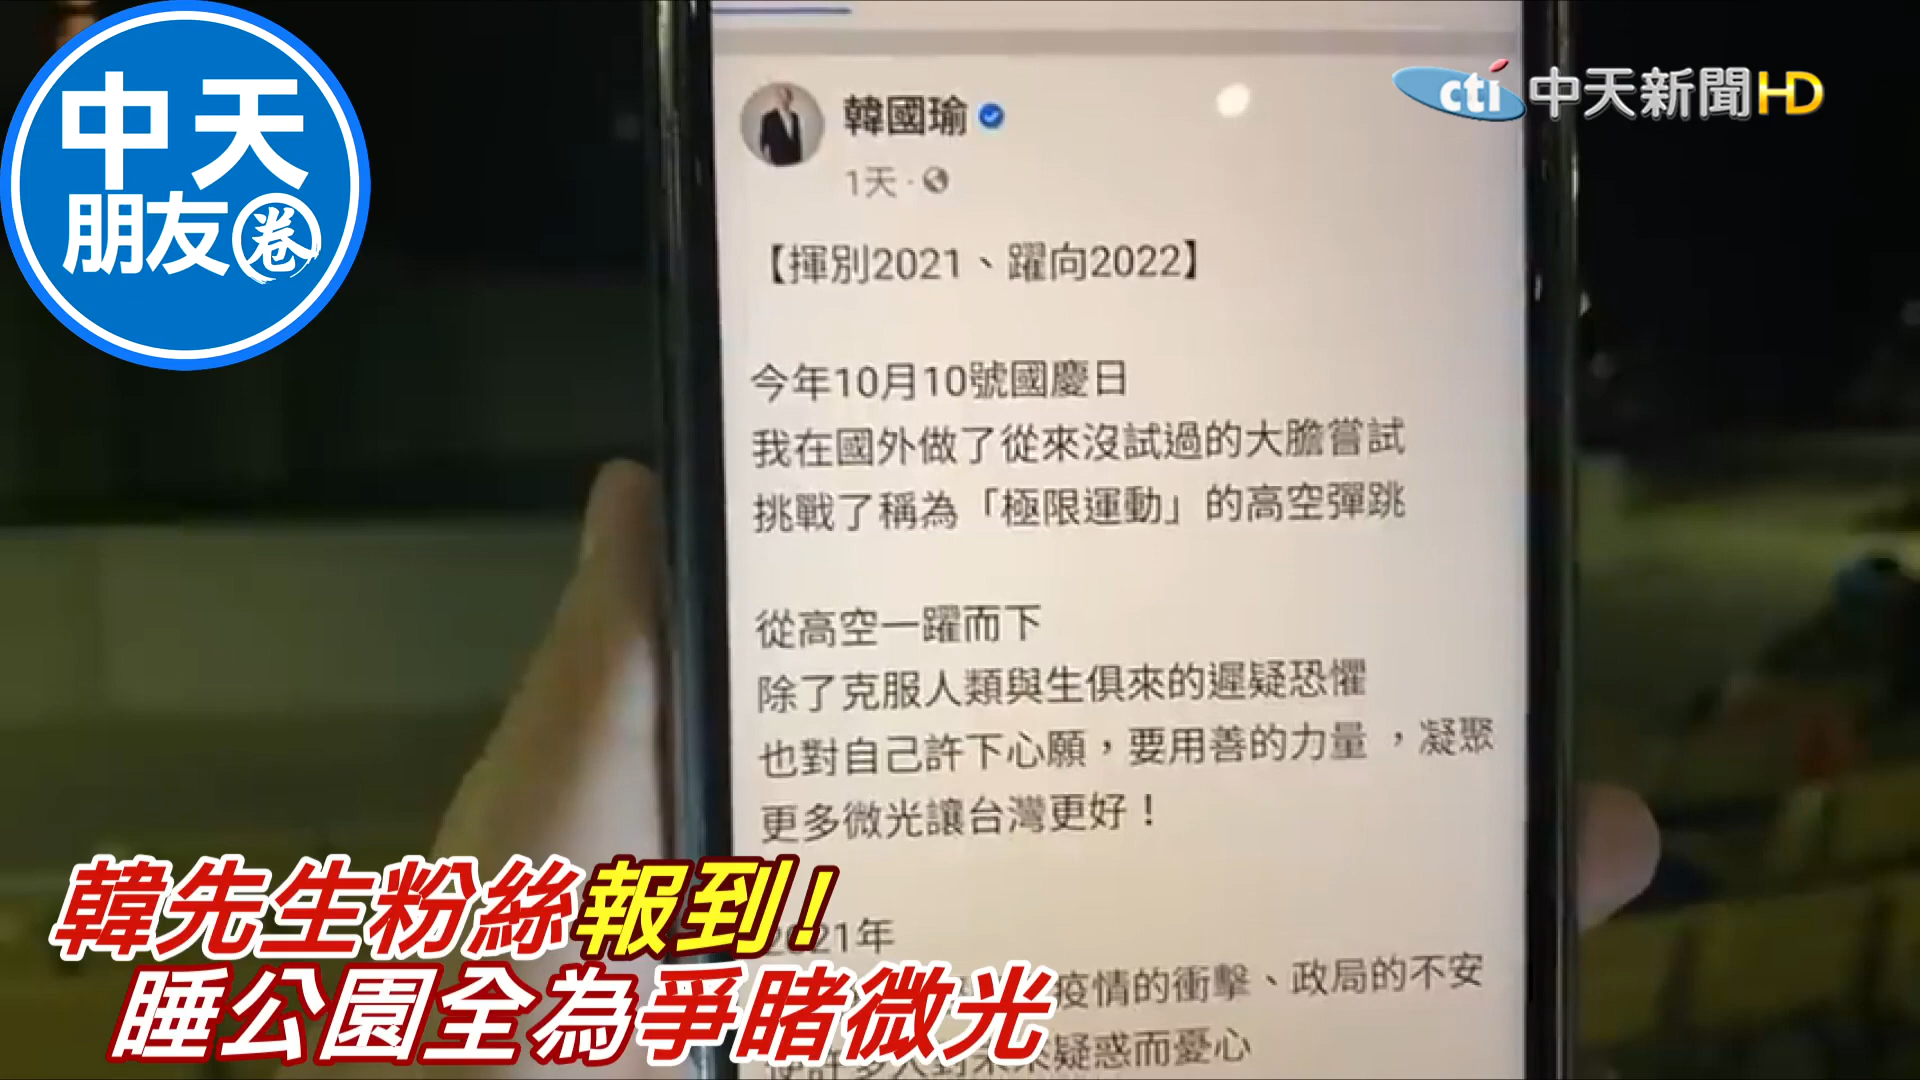 中天
朋友卷
cti 中天新聞HD
韓國瑜
1天
【揮別2021、躍向2022】
今年10月10號國慶日
我在國外做了從來沒試過的大膽嘗試
挑戰了稱為「極限運動」的高空彈跳
從高空一躍而下
除了克服人類與生俱來的遲疑恐懼
也對自己許下心願，要用善的力量，凝聚
更多微光讓台灣更好！
2021年
疫情的衝擊、政局的不安
疑惑而憂心
韓先生粉絲報到!
睡公園全為爭睹微光